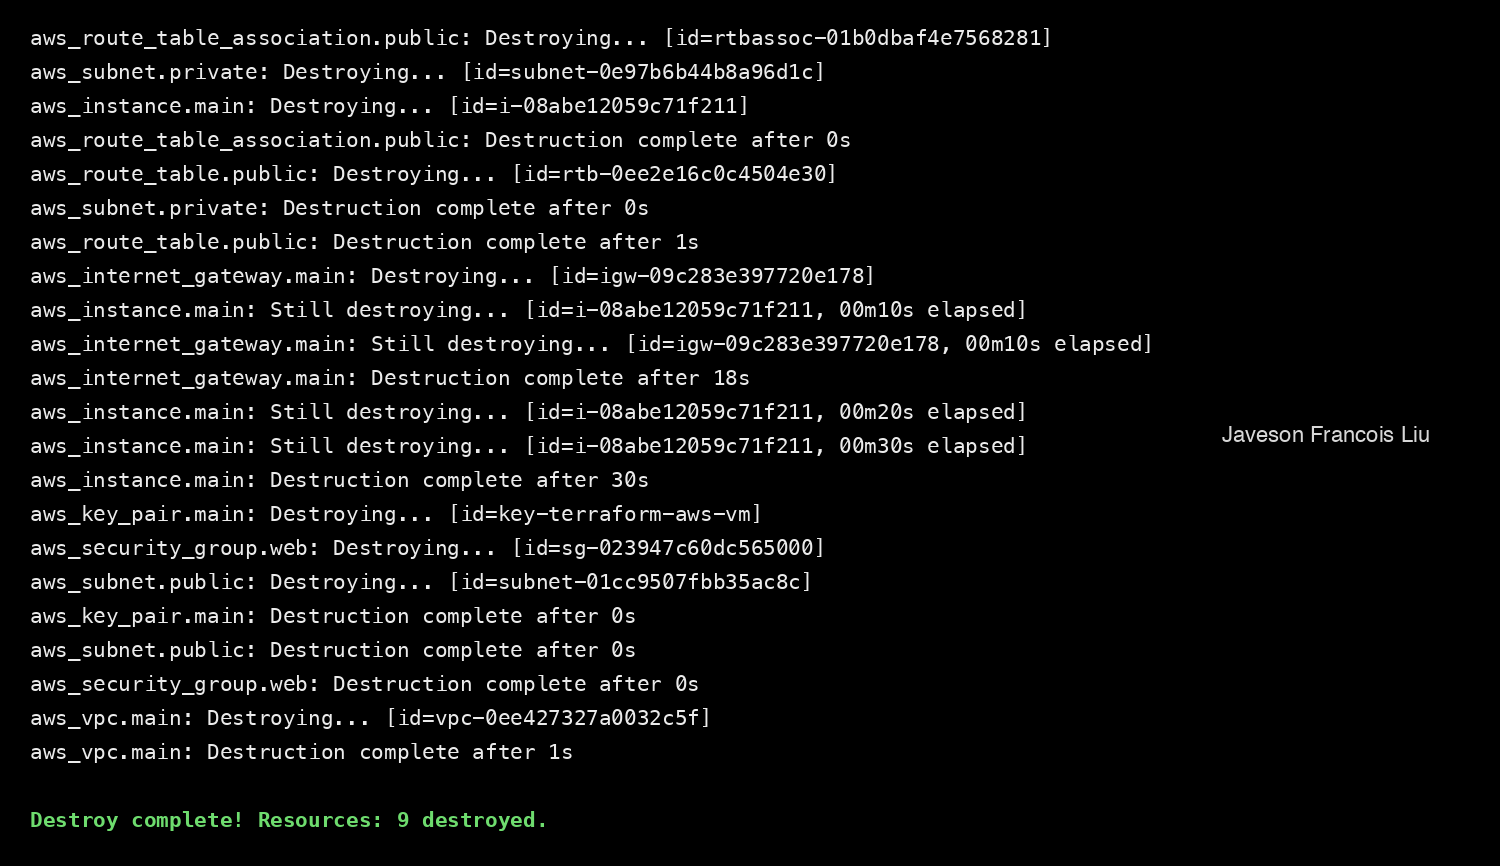 aws_route_table_association.public: Destroying... [id=rtbassoc-01b0dbaf4e7568281]
aws_subnet.private: Destroying... [id=subnet-0e97b6b44b8a96d1c]
aws_instance.main: Destroying... [id=i-08abe12059c71f211]
aws_route_table_association.public: Destruction complete after 0s
aws_route_table.public: Destroying... [id=rtb-0ee2e16c0c4504e30]
aws_subnet.private: Destruction complete after 0s
aws_route_table.public: Destruction complete after 1s
aws_internet_gateway.main: Destroying... [id=igw-09c283e397720e178]
aws_instance.main: Still destroying... [id=i-08abe12059c71f211, 00m10s elapsed]
aws_internet_gateway.main: Still destroying... [id=igw-09c283e397720e178, 00m10s elapsed]
aws_internet_gateway.main: Destruction complete after 18s
aws_instance.main: Still destroying... [id=i-08abe12059c71f211, 00m20s elapsed]
Javeson Francois Liu
aws_instance.main: Still destroying... [id=i-08abe12059c71f211, 00m30s elapsed]
aws_instance.main: Destruction complete after 30s
aws_key_pair.main: Destroying... [id=key-terraform-aws-vm]
aws_security_group.web: Destroying... [id=sg-023947c60dc565000]
aws_subnet.public: Destroying... [id=subnet-01cc9507fbb35ac8c]
aws_key_pair.main: Destruction complete after 0s
aws_subnet.public: Destruction complete after 0s
aws_security_group.web: Destruction complete after 0s
aws_vpc.main: Destroying... [id=vpc-0ee427327a0032c5f]
aws_vpc.main: Destruction complete after 1s
Destroy complete! Resources: 9 destroyed.